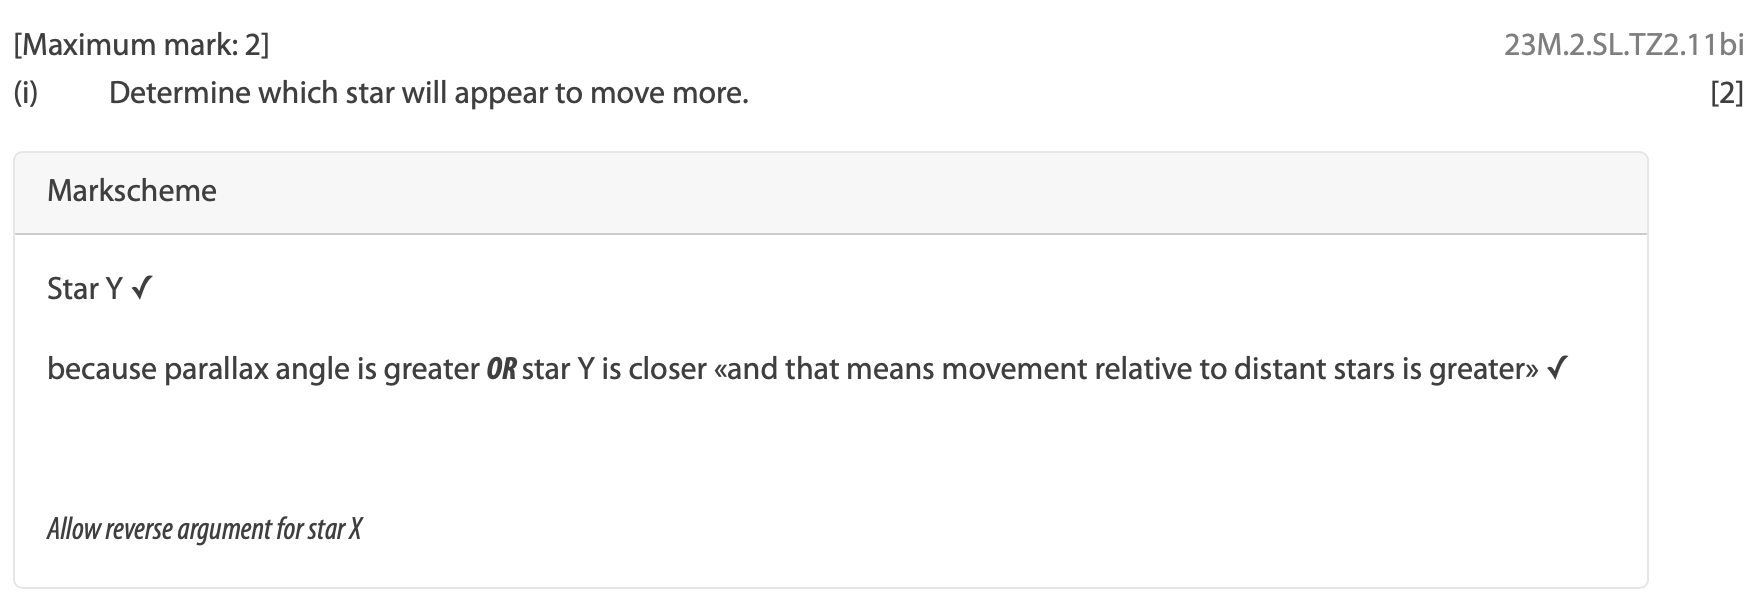 [Maximum mark: 2] 23M.2.SL.TZ2.11bi
(i) Determine which star will appear to move more. [2]
Markscheme
Star Y ✓
because parallax angle is greater OR star Y is closer «and that means movement relative to distant stars is greater» ✓
Allow reverse argument for star X